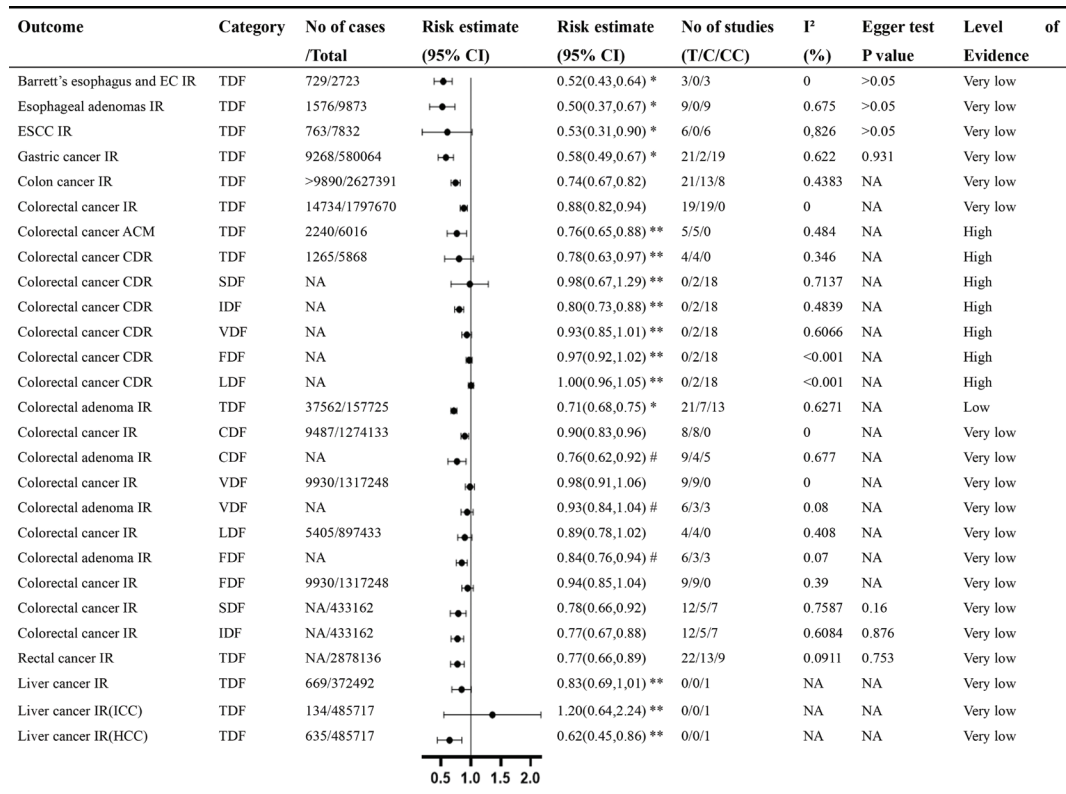 Outcome Category No of cases Risk estimate Risk estimate No of studies I² Egger test Level of
/Total (95% CI) (95% CI) (T/C/CC) (%) P value Evidence
Barrett’s esophagus and EC IR TDF 729/2723 0.52(0.43,0.64) * 3/0/3 0 >0.05 Very low
Esophageal adenomas IR TDF 1576/9873 0.50(0.37,0.67) * 9/0/9 0.675 >0.05 Very low
ESCC IR TDF 763/7832 0.53(0.31,0.90) * 6/0/6 0,826 >0.05 Very low
Gastric cancer IR TDF 9268/580064 0.58(0.49,0.67) * 21/2/19 0.622 0.931 Very low
Colon cancer IR TDF >9890/2627391 0.74(0.67,0.82) 21/13/8 0.4383 NA Very low
Colorectal cancer IR TDF 14734/1797670 0.88(0.82,0.94) 19/19/0 0 NA Very low
Colorectal cancer ACM TDF 2240/6016 0.76(0.65,0.88) ** 5/5/0 0.484 NA High
Colorectal cancer CDR TDF 1265/5868 0.78(0.63,0.97) ** 4/4/0 0.346 NA High
Colorectal cancer CDR SDF NA 0.98(0.67,1.29) ** 0/2/18 0.7137 NA High
Colorectal cancer CDR IDF NA 0.80(0.73,0.88) ** 0/2/18 0.4839 NA High
Colorectal cancer CDR VDF NA 0.93(0.85,1.01) ** 0/2/18 0.6066 NA High
Colorectal cancer CDR FDF NA 0.97(0.92,1.02) ** 0/2/18 <0.001 NA High
Colorectal cancer CDR LDF NA 1.00(0.96,1.05) ** 0/2/18 <0.001 NA High
Colorectal adenoma IR TDF 37562/157725 0.71(0.68,0.75) * 21/7/13 0.6271 NA Low
Colorectal cancer IR CDF 9487/1274133 0.90(0.83,0.96) 8/8/0 0 NA Very low
Colorectal adenoma IR CDF NA 0.76(0.62,0.92) # 9/4/5 0.677 NA Very low
Colorectal cancer IR VDF 9930/1317248 0.98(0.91,1.06) 9/9/0 0 NA Very low
Colorectal adenoma IR VDF NA 0.93(0.84,1.04) # 6/3/3 0.08 NA Very low
Colorectal cancer IR LDF 5405/897433 0.89(0.78,1.02) 4/4/0 0.408 NA Very low
Colorectal adenoma IR FDF NA 0.84(0.76,0.94) # 6/3/3 0.07 NA Very low
Colorectal cancer IR FDF 9930/1317248 0.94(0.85,1.04) 9/9/0 0.39 NA Very low
Colorectal cancer IR SDF NA/433162 0.78(0.66,0.92) 12/5/7 0.7587 0.16 Very low
Colorectal cancer IR IDF NA/433162 0.77(0.67,0.88) 12/5/7 0.6084 0.876 Very low
Rectal cancer IR TDF NA/2878136 0.77(0.66,0.89) 22/13/9 0.0911 0.753 Very low
Liver cancer IR TDF 669/372492 0.83(0.69,1,01) ** 0/0/1 NA NA Very low
Liver cancer IR(ICC) TDF 134/485717 1.20(0.64,2.24) ** 0/0/1 NA NA Very low
Liver cancer IR(HCC) TDF 635/485717 0.62(0.45,0.86) ** 0/0/1 NA NA Very low
0.5 1.0 1.5 2.0